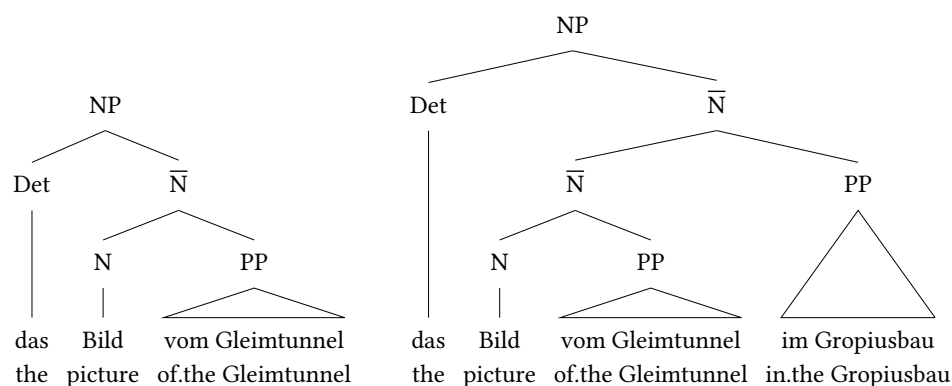 NP
NP
Det
N̅
Det
N̅
N̅
PP
N
PP
N
PP
das Bild vom Gleimtunnel
the picture of.the Gleimtunnel
das Bild vom Gleimtunnel im Gropiusbau
the picture of.the Gleimtunnel in.the Gropiusbau